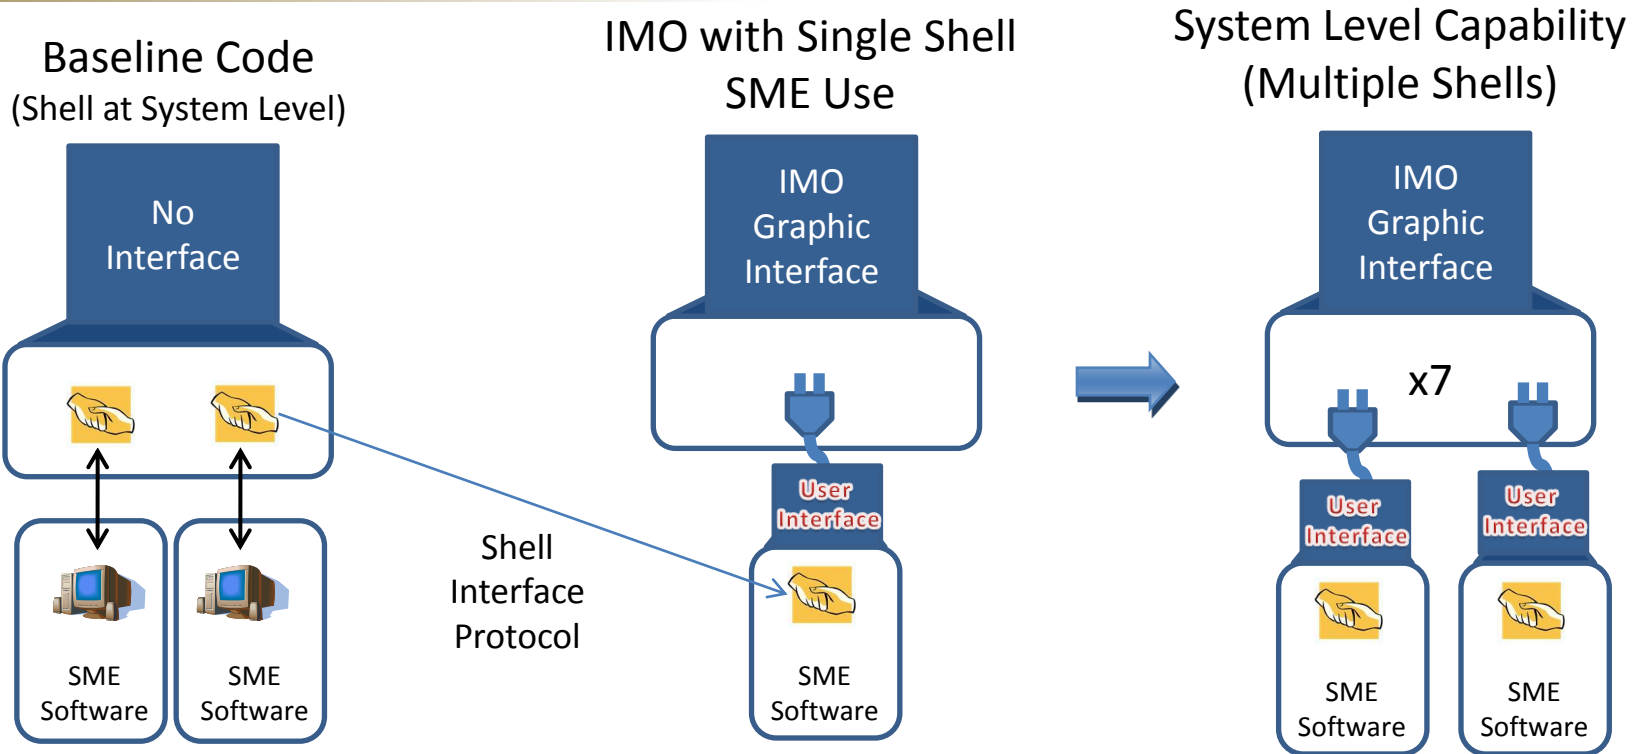 Baseline Code
(Shell at System Level)
No
Interface
SME
Software
SME
Software
Shell
Interface
Protocol
IMO with Single Shell
SME Use
IMO
Graphic
Interface
User
Interface
SME
Software
System Level Capability
(Multiple Shells)
IMO
Graphic
Interface
x7
User
Interface
User
Interface
SME
Software
SME
Software